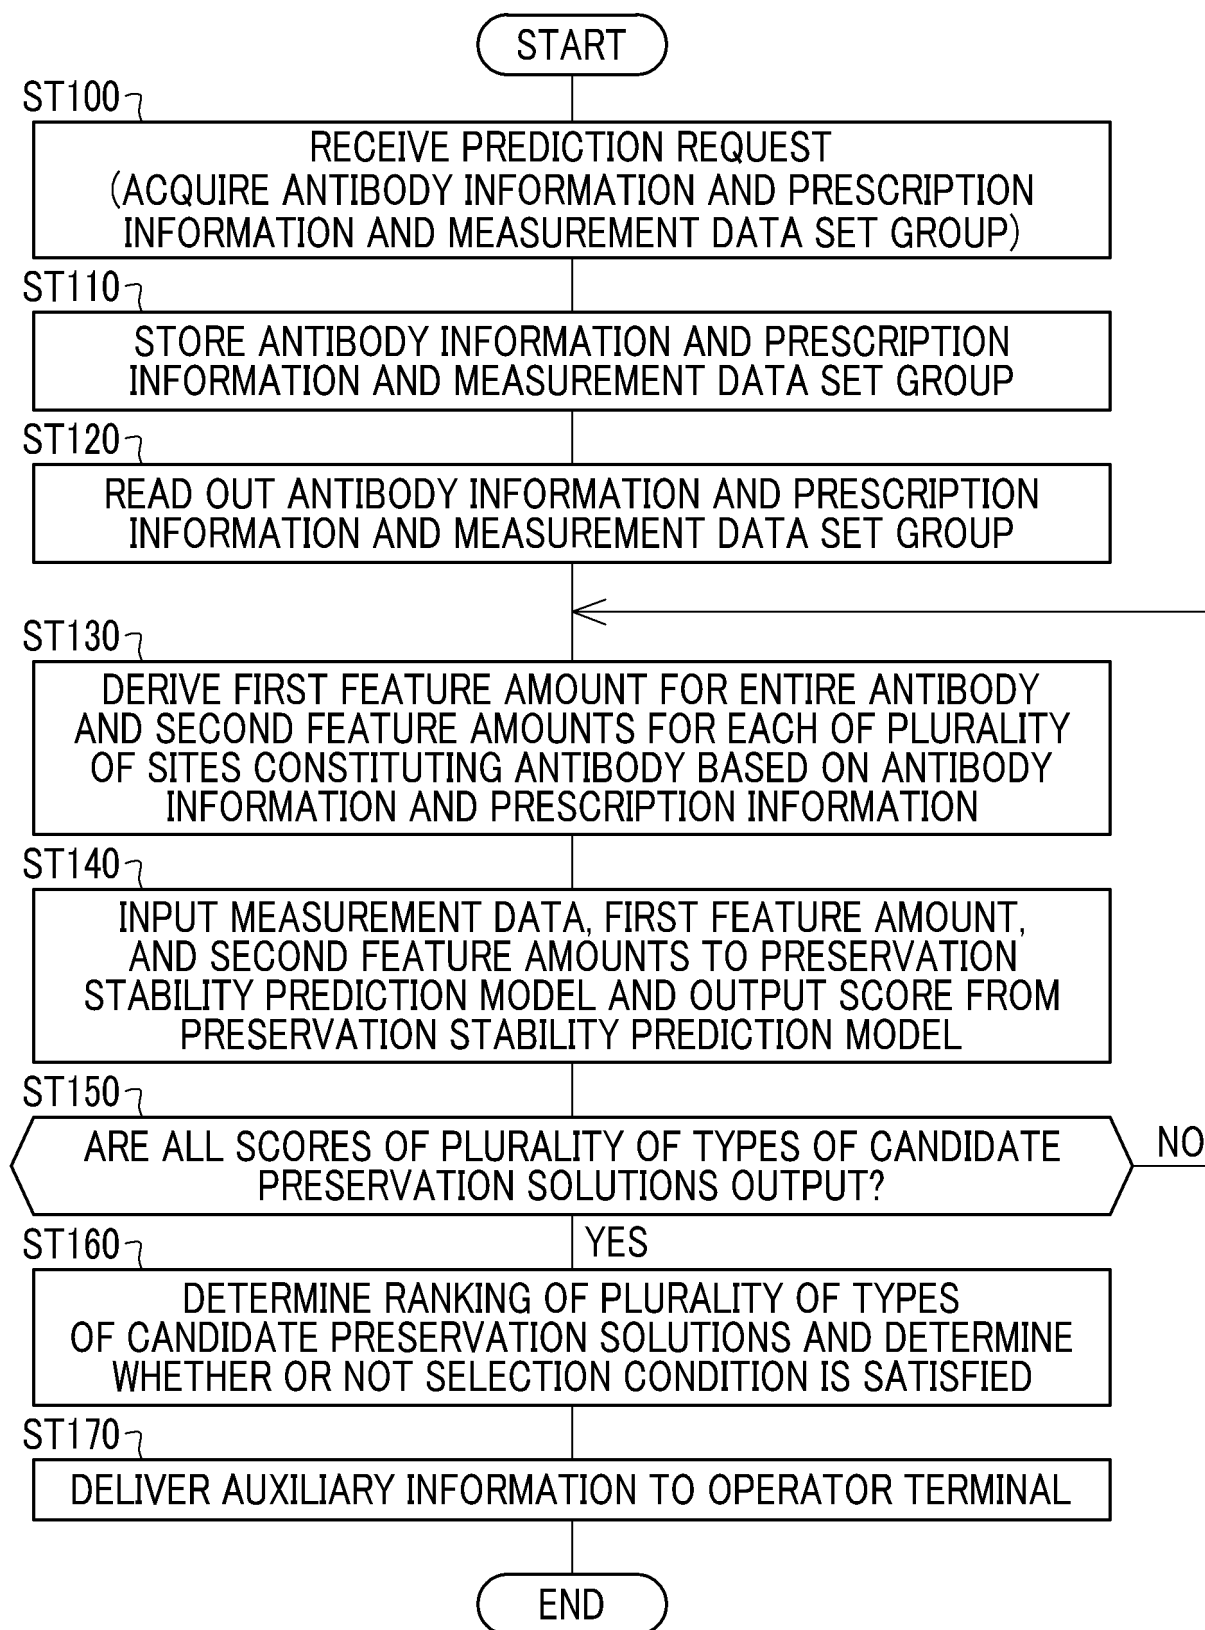 START
ST100
RECEIVE PREDICTION REQUEST
(ACQUIRE ANTIBODY INFORMATION AND PRESCRIPTION
INFORMATION AND MEASUREMENT DATA SET GROUP)
ST110
STORE ANTIBODY INFORMATION AND PRESCRIPTION
INFORMATION AND MEASUREMENT DATA SET GROUP
ST120
READ OUT ANTIBODY INFORMATION AND PRESCRIPTION
INFORMATION AND MEASUREMENT DATA SET GROUP
ST130
DERIVE FIRST FEATURE AMOUNT FOR ENTIRE ANTIBODY
AND SECOND FEATURE AMOUNTS FOR EACH OF PLURALITY
OF SITES CONSTITUTING ANTIBODY BASED ON ANTIBODY
INFORMATION AND PRESCRIPTION INFORMATION
ST140
INPUT MEASUREMENT DATA, FIRST FEATURE AMOUNT,
AND SECOND FEATURE AMOUNTS TO PRESERVATION
STABILITY PREDICTION MODEL AND OUTPUT SCORE FROM
PRESERVATION STABILITY PREDICTION MODEL
ST150
ARE ALL SCORES OF PLURALITY OF TYPES OF CANDIDATE
PRESERVATION SOLUTIONS OUTPUT?
NO
YES
ST160
DETERMINE RANKING OF PLURALITY OF TYPES
OF CANDIDATE PRESERVATION SOLUTIONS AND DETERMINE
WHETHER OR NOT SELECTION CONDITION IS SATISFIED
ST170
DELIVER AUXILIARY INFORMATION TO OPERATOR TERMINAL
END